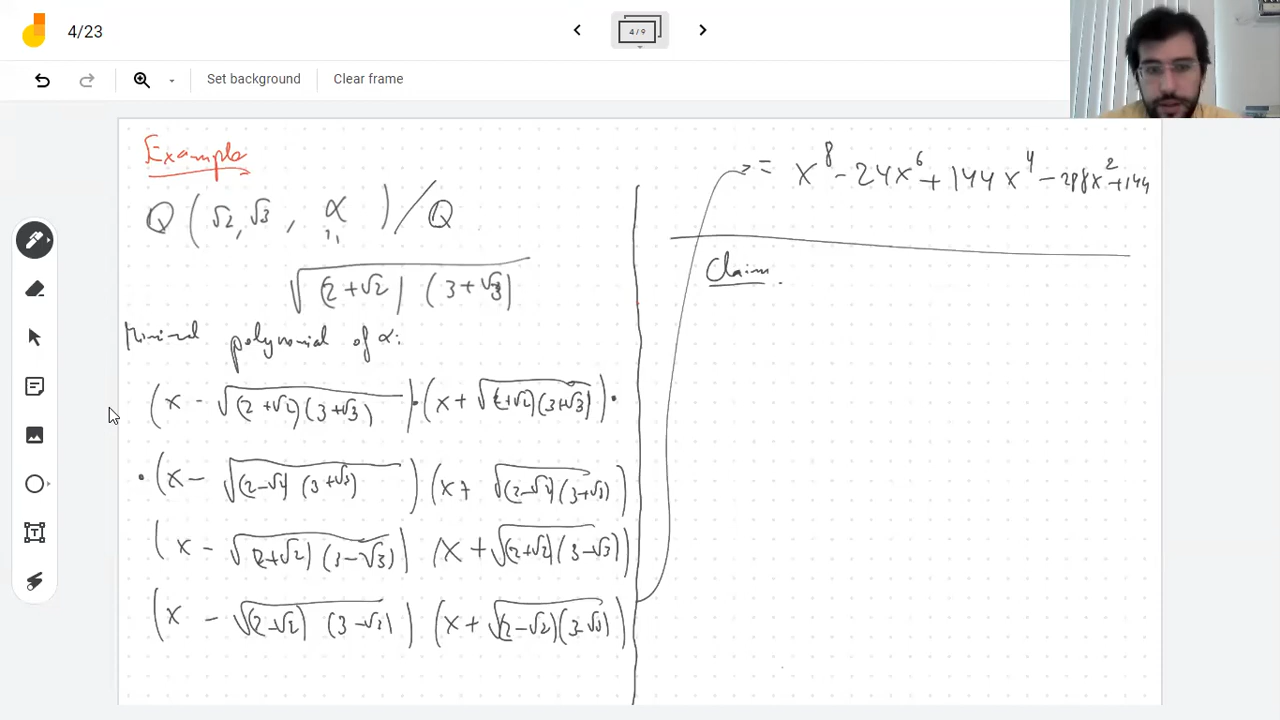 4/23
4 / 9
Set background
Clear frame
Example
Q ( √2, √3, α ) / Q
"
√(2+√2) (3+√3)
Minimal polynomial of α:
(x - √(2+√2)(3+√3)) · (x + √(2+√2)(3+√3)) ·
· (x - √(2-√2)(3+√3)) (x + √(2-√2)(3+√3))
(x - √(2+√2)(3-√3)) (x + √(2+√2)(3-√3))
(x - √(2-√2)(3-√3)) (x + √(2-√2)(3-√3))
= x⁸ - 24x⁶ + 144x⁴ - 288x² + 144
Claim.